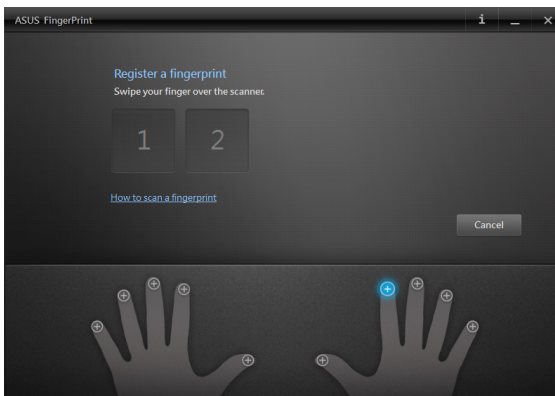 ASUS FingerPrint
Register a fingerprint
Swipe your finger over the scanner.
1 2
How to scan a fingerprint
Cancel